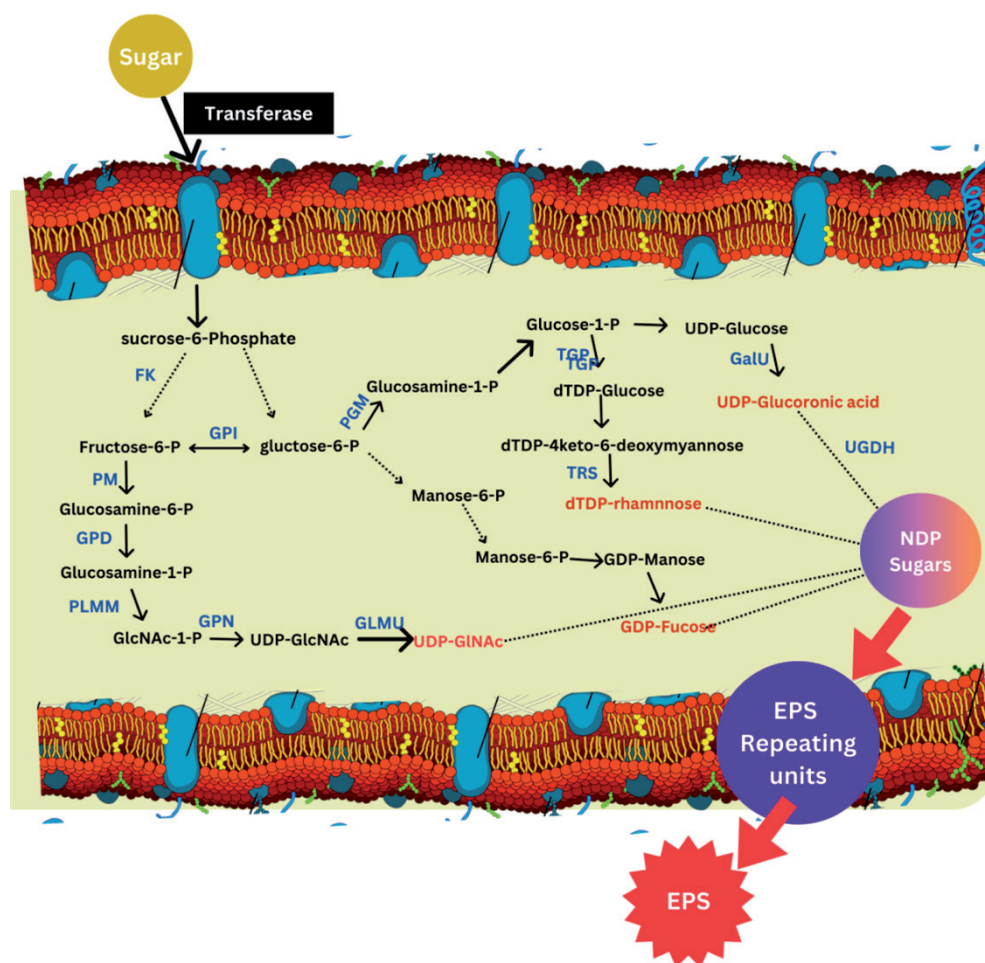 Sugar
Transferase
sucrose-6-Phosphate
FK
Fructose-6-P
GPI
gluctose-6-P
PGM
Glucosamine-1-P
Glucose-1-P
UDP-Glucose
TGP
TGP
GalU
dTDP-Glucose
UDP-Glucoronic acid
dTDP-4keto-6-deoxymyannose
UGDH
TRS
dTDP-rhamnnose
PM
Glucosamine-6-P
GPD
Glucosamine-1-P
PLMM
GlcNAc-1-P
GPN
UDP-GlcNAc
GLMU
UDP-GlNAc
Manose-6-P
Manose-6-P
GDP-Manose
GDP-Fucose
NDP
Sugars
EPS
Repeating
units
EPS